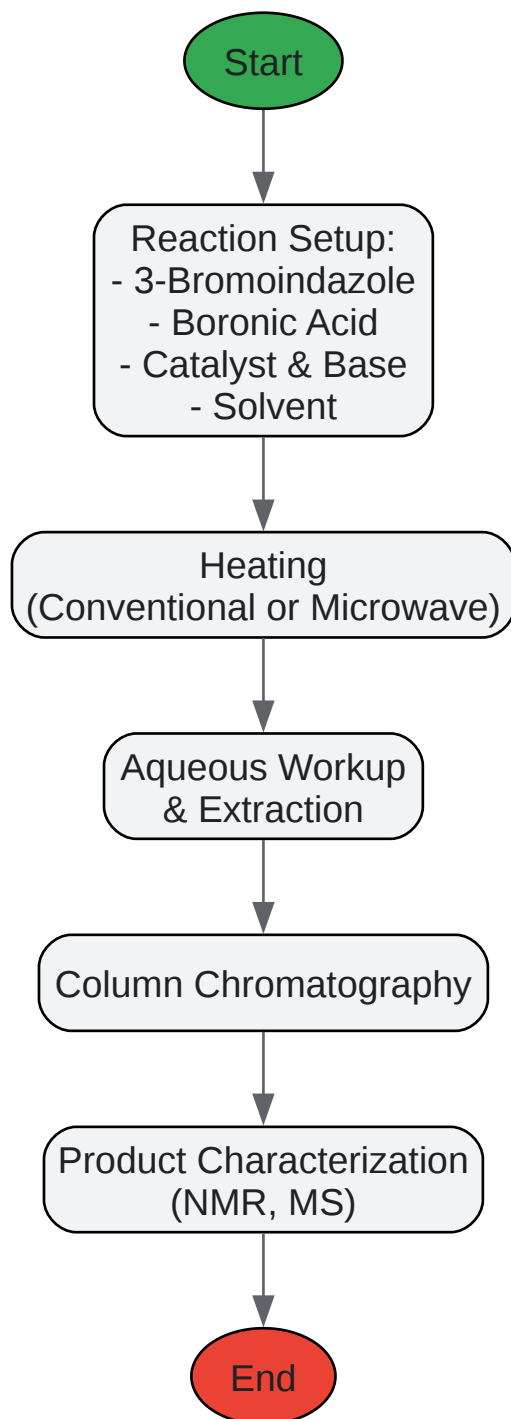 Start
Reaction Setup:
- 3-Bromoindazole
- Boronic Acid
- Catalyst & Base
- Solvent
Heating
(Conventional or Microwave)
Aqueous Workup
& Extraction
Column Chromatography
Product Characterization
(NMR, MS)
End